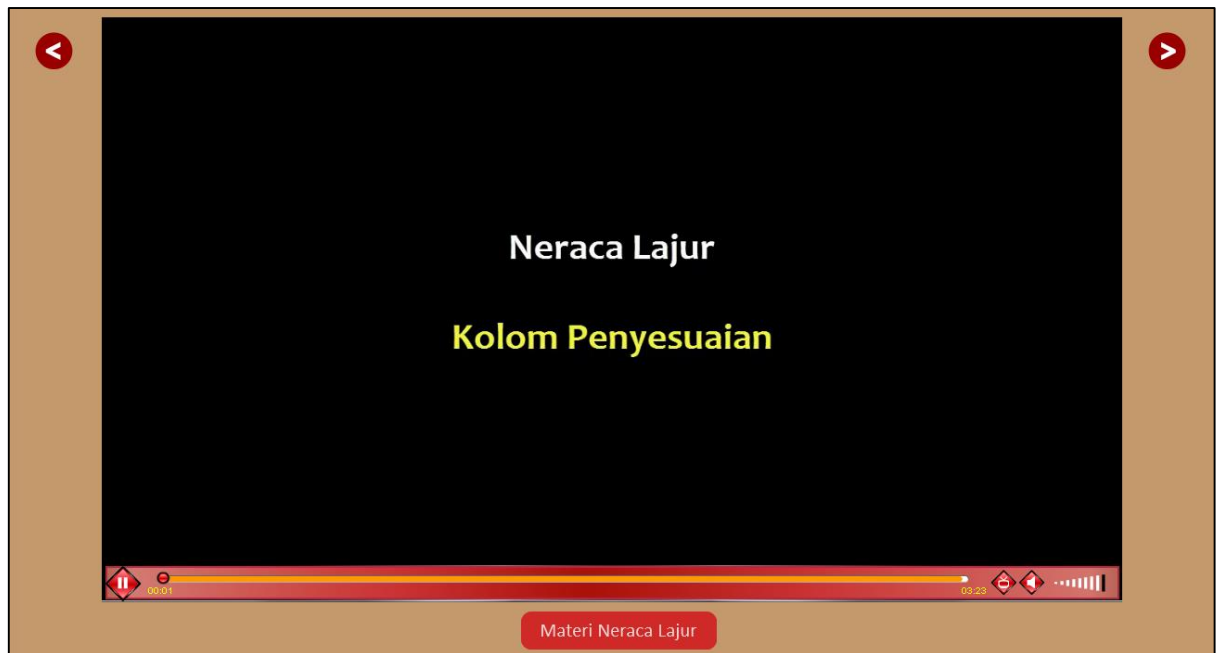 <
>
Neraca Lajur
Kolom Penyesuaian
00:01
03:23
Materi Neraca Lajur